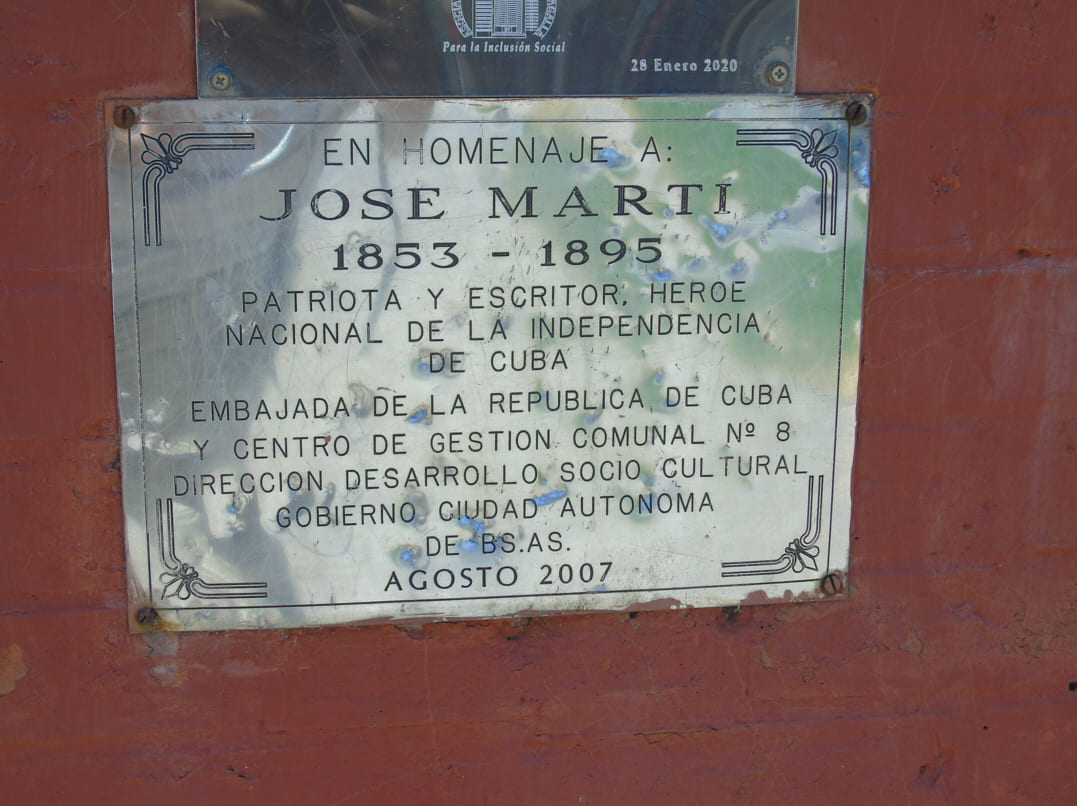 Para la Inclusión Social
28 Enero 2020
EN HOMENAJE A:
JOSE MARTI
1853 - 1895
PATRIOTA Y ESCRITOR, HEROE
NACIONAL DE LA INDEPENDENCIA
DE CUBA
EMBAJADA DE LA REPUBLICA DE CUBA
Y CENTRO DE GESTION COMUNAL Nº 8
DIRECCION DESARROLLO SOCIO CULTURAL
GOBIERNO CIUDAD AUTONOMA
DE BS.AS.
AGOSTO 2007